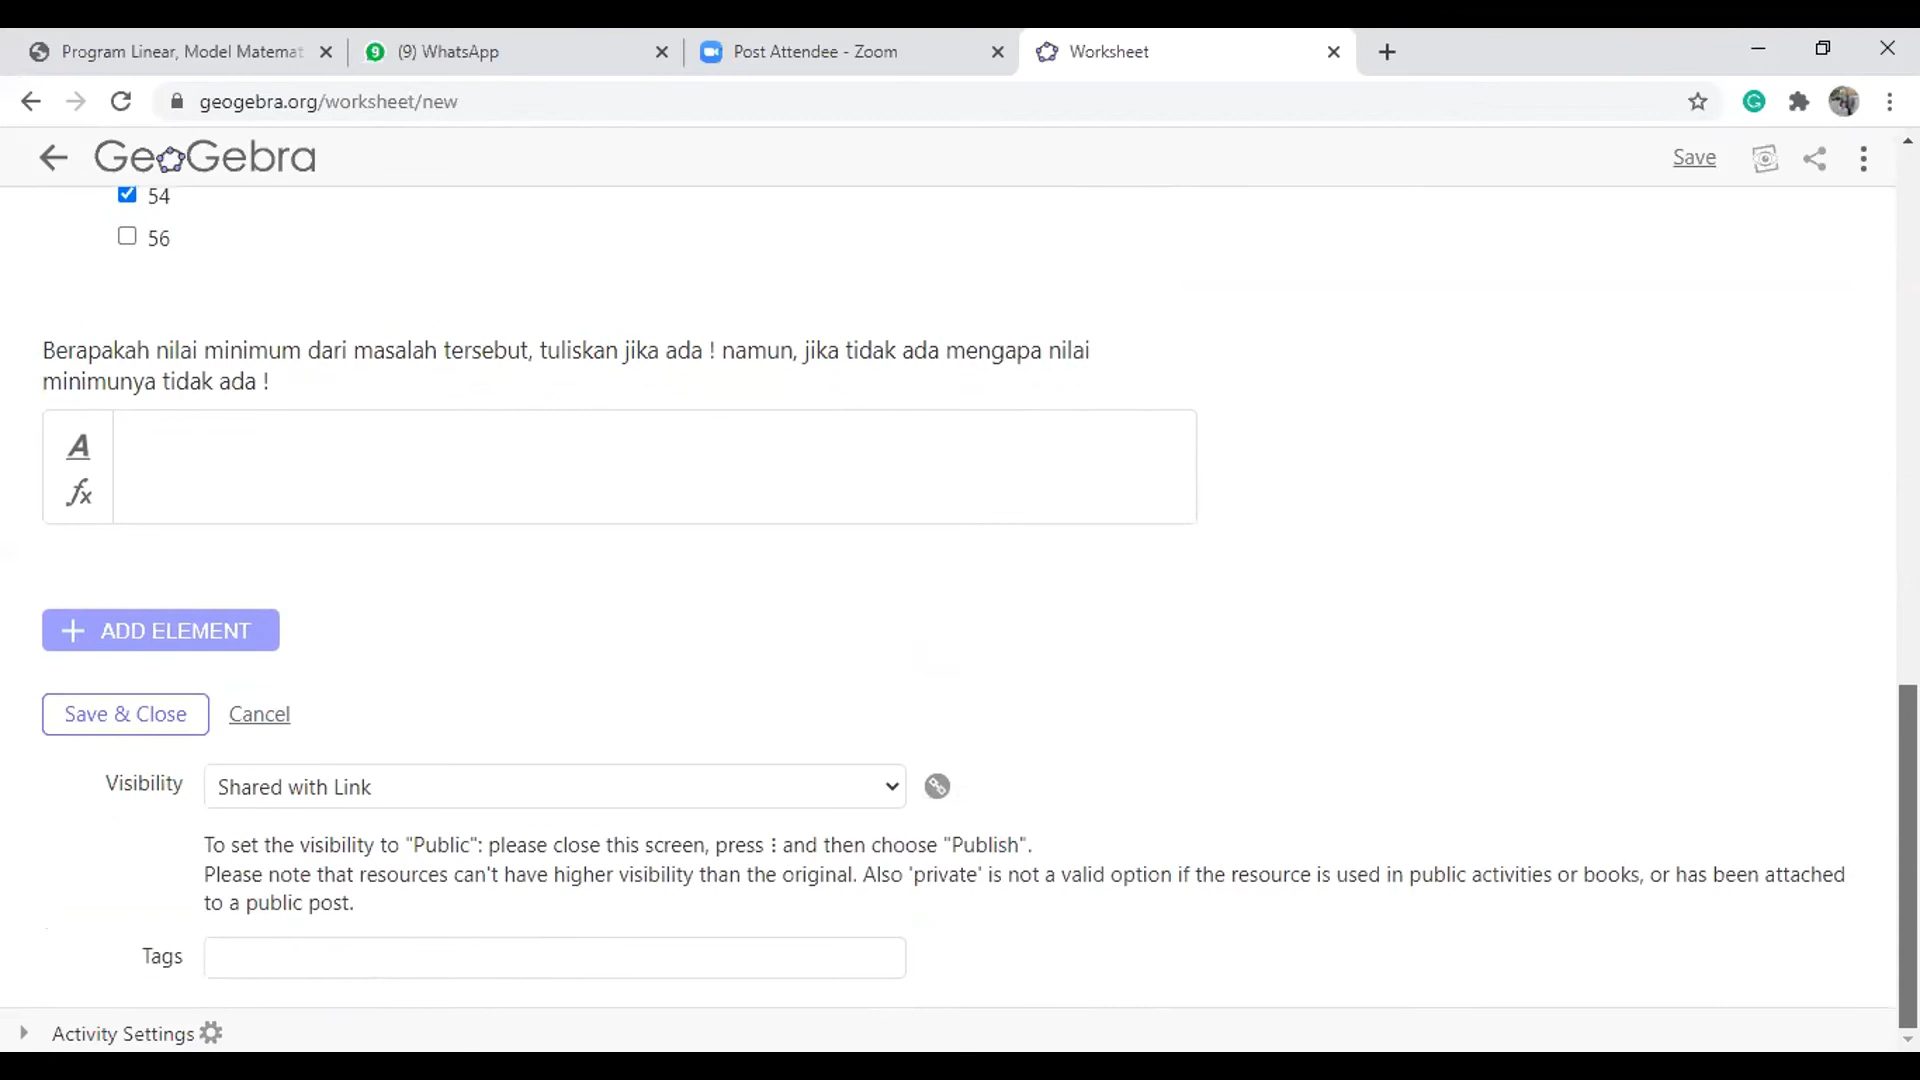 Program Linear, Model Matemat
(9) WhatsApp
Post Attendee - Zoom
Worksheet
geogebra.org/worksheet/new
GeoGebra
Save
54
56
Berapakah nilai minimum dari masalah tersebut, tuliskan jika ada ! namun, jika tidak ada mengapa nilai
minimunya tidak ada !
A
fx
ADD ELEMENT
Save & Close
Cancel
Visibility
Shared with Link
To set the visibility to "Public": please close this screen, press ⋮ and then choose "Publish".
Please note that resources can't have higher visibility than the original. Also 'private' is not a valid option if the resource is used in public activities or books, or has been attached
to a public post.
Tags
Activity Settings